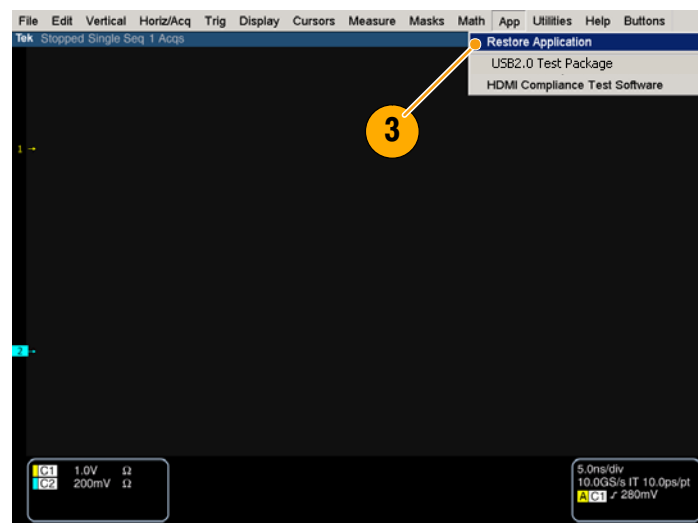 File Edit Vertical Horiz/Acq Trig Display Cursors Measure Masks Math App Utilities Help Buttons
Tek Stopped Single Seq 1 Acqs
Restore Application
USB2.0 Test Package
HDMI Compliance Test Software
3
1
2
C1 1.0V Ω
C2 200mV Ω
5.0ns/div
10.0GS/s IT 10.0ps/pt
A C1 280mV